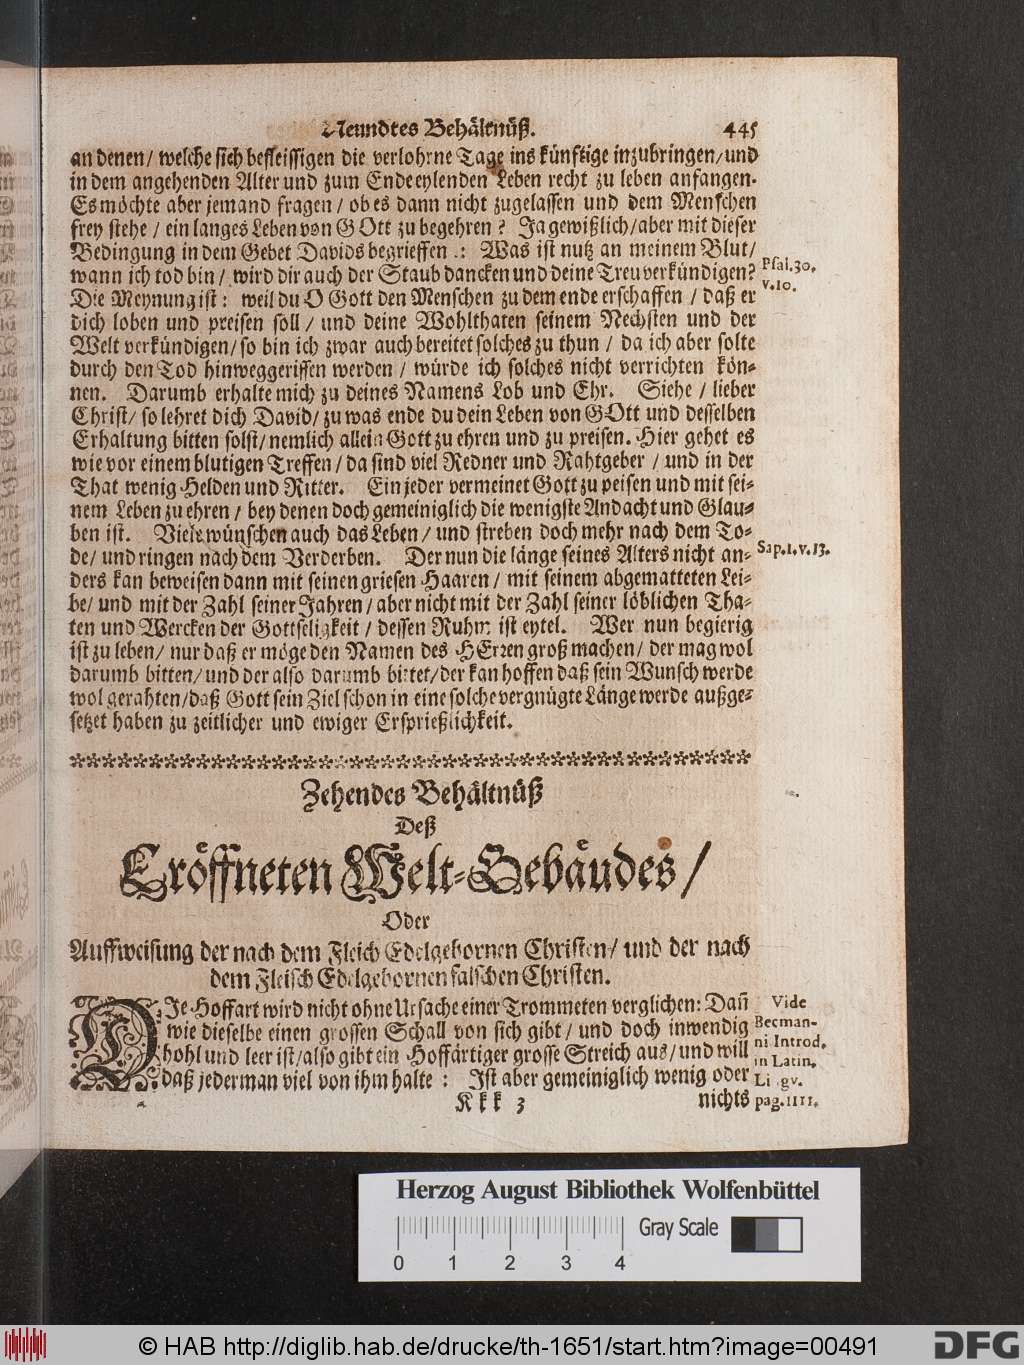 Neundtes Behältnüß. 445
an denen/ welche sich befleissigen die verlohrne Tage ins künftige inzubringen/und
in dem angehenden Alter und zum Ende eylenden Leben recht zu leben anfangen.
Es möchte aber jemand fragen/ ob es dann nicht zugelassen und dem Menschen
frey stehe/ ein langes Leben von GOtt zu begehren? Ja gewißlich/aber mit dieser
Bedingung in dem Gebet Davids begrieffen: Was ist nutz an meinem Blut/
wann ich tod bin/ wird dir auch der Staub dancken und deine Treu verkündigen? Psal.30.
v.10.
Die Meynung ist: weil du O Gott den Menschen zu dem ende erschaffen/ daß er
dich loben und preisen soll/ und deine Wohlthaten seinem Nechsten und der
Welt verkündigen/so bin ich zwar auch bereitet solches zu thun/ da ich aber solte
durch den Tod hinweggerissen werden/ würde ich solches nicht verrichten kön-
nen. Darumb erhalte mich zu deines Namens Lob und Ehr. Siehe/ lieber
Christ/ so lehret dich David/ zu was ende du dein Leben von GOtt und desselben
Erhaltung bitten solst/ nemlich allein Gott zu ehren und zu preisen. Hier gehet es
wie vor einem blutigen Treffen/ da sind viel Redner und Rahtgeber/ und in der
That wenig Helden und Ritter. Ein jeder vermeinet Gott zu peisen und mit sei-
nem Leben zu ehren/ bey denen doch gemeiniglich die wenigste Andacht und Glau-
ben ist. Viele wünschen auch das Leben/ und streben doch mehr nach dem To-
de/ und ringen nach dem Verderben. Der nun die länge seines Alters nicht an- Sap.1.v.13.
ders kan beweisen dann mit seinen griesen Haaren/ mit seinem abgematteten Lei-
be/ und mit der Zahl seiner Jahren/ aber nicht mit der Zahl seiner löblichen Tha-
ten und Wercken der Gottseligkeit/ dessen Ruhm ist eytel. Wer nun begierig
ist zu leben/ nur daß er möge den Namen des HErren groß machen/ der mag wol
darumb bitten/ und der also darumb bittet/ der kan hoffen daß sein Wunsch werde
wol gerahten/ daß Gott sein Ziel schon in eine solche vergnügte Länge werde außge-
setzet haben zu zeitlicher und ewiger Ersprießlichkeit.
Zehendes Behältnüß
Deß
Eröffneten Welt-Gebäudes/
Oder
Auffweisung der nach dem Fleich Edelgebornen Christen/ und der nach
dem Fleisch Edelgebornen falschen Christen.
DIe Hoffart wird nicht ohne Ursache einer Trommeten verglichen: Dan̄ Vide
wie dieselbe einen grossen Schall von sich gibt/ und doch inwendig Becman-
hohl und leer ist/also gibt ein Hoffärtiger grosse Streich aus/und will ni Introd.
in Latin.
daß jederman viel von ihm halte: Ist aber gemeiniglich wenig oder Lingv.
Kkk 3 nichts pag.1111.
Herzog August Bibliothek Wolfenbüttel
Gray Scale
0 1 2 3 4
© HAB http://diglib.hab.de/drucke/th-1651/start.htm?image=00491
DFG